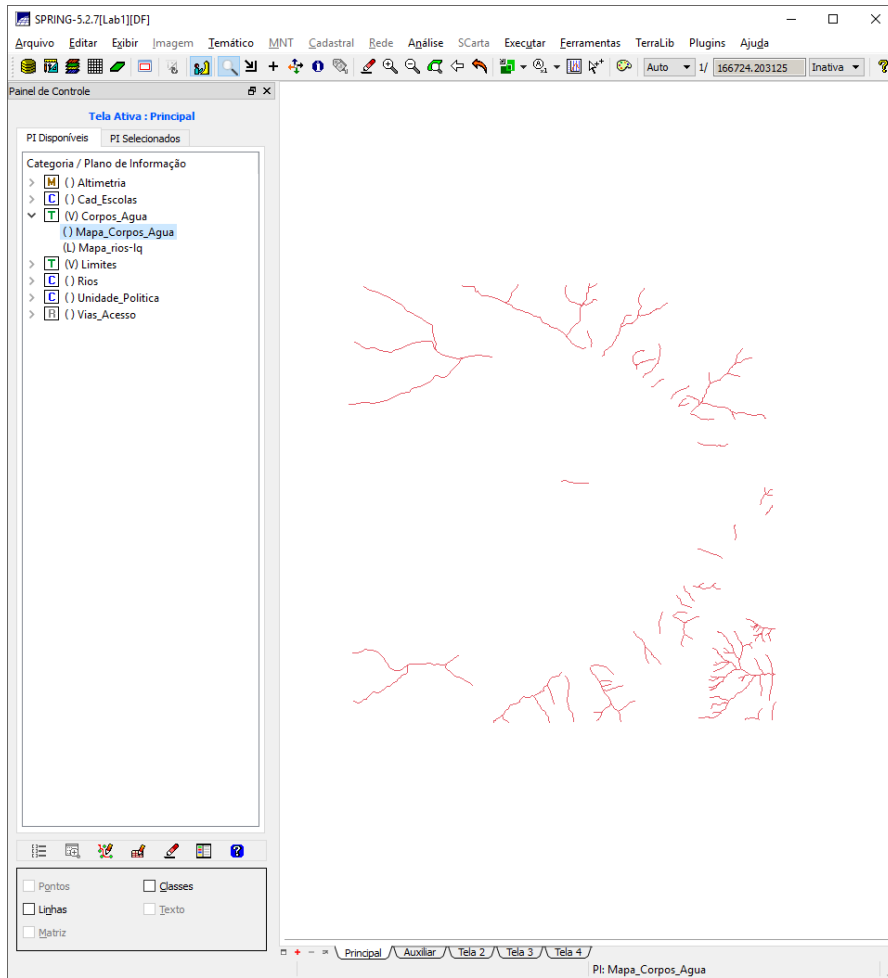 SPRING-5.2.7[Lab1][DF]
Arquivo Editar Exibir Imagem Temático MNT Cadastral Rede Análise SCarta Executar Ferramentas TerraLib Plugins Ajuda
Auto 1/ 166724.203125 Inativa
Painel de Controle
Tela Ativa : Principal
PI Disponíveis PI Selecionados
Categoria / Plano de Informação
M ( ) Altimetria
C ( ) Cad_Escolas
T (V) Corpos_Agua
( ) Mapa_Corpos_Agua
(L) Mapa_rios-lq
T (V) Limites
C ( ) Rios
C ( ) Unidade_Politica
R ( ) Vias_Acesso
Pontos Classes
Linhas Texto
Matriz
Principal Auxiliar Tela 2 Tela 3 Tela 4
PI: Mapa_Corpos_Agua